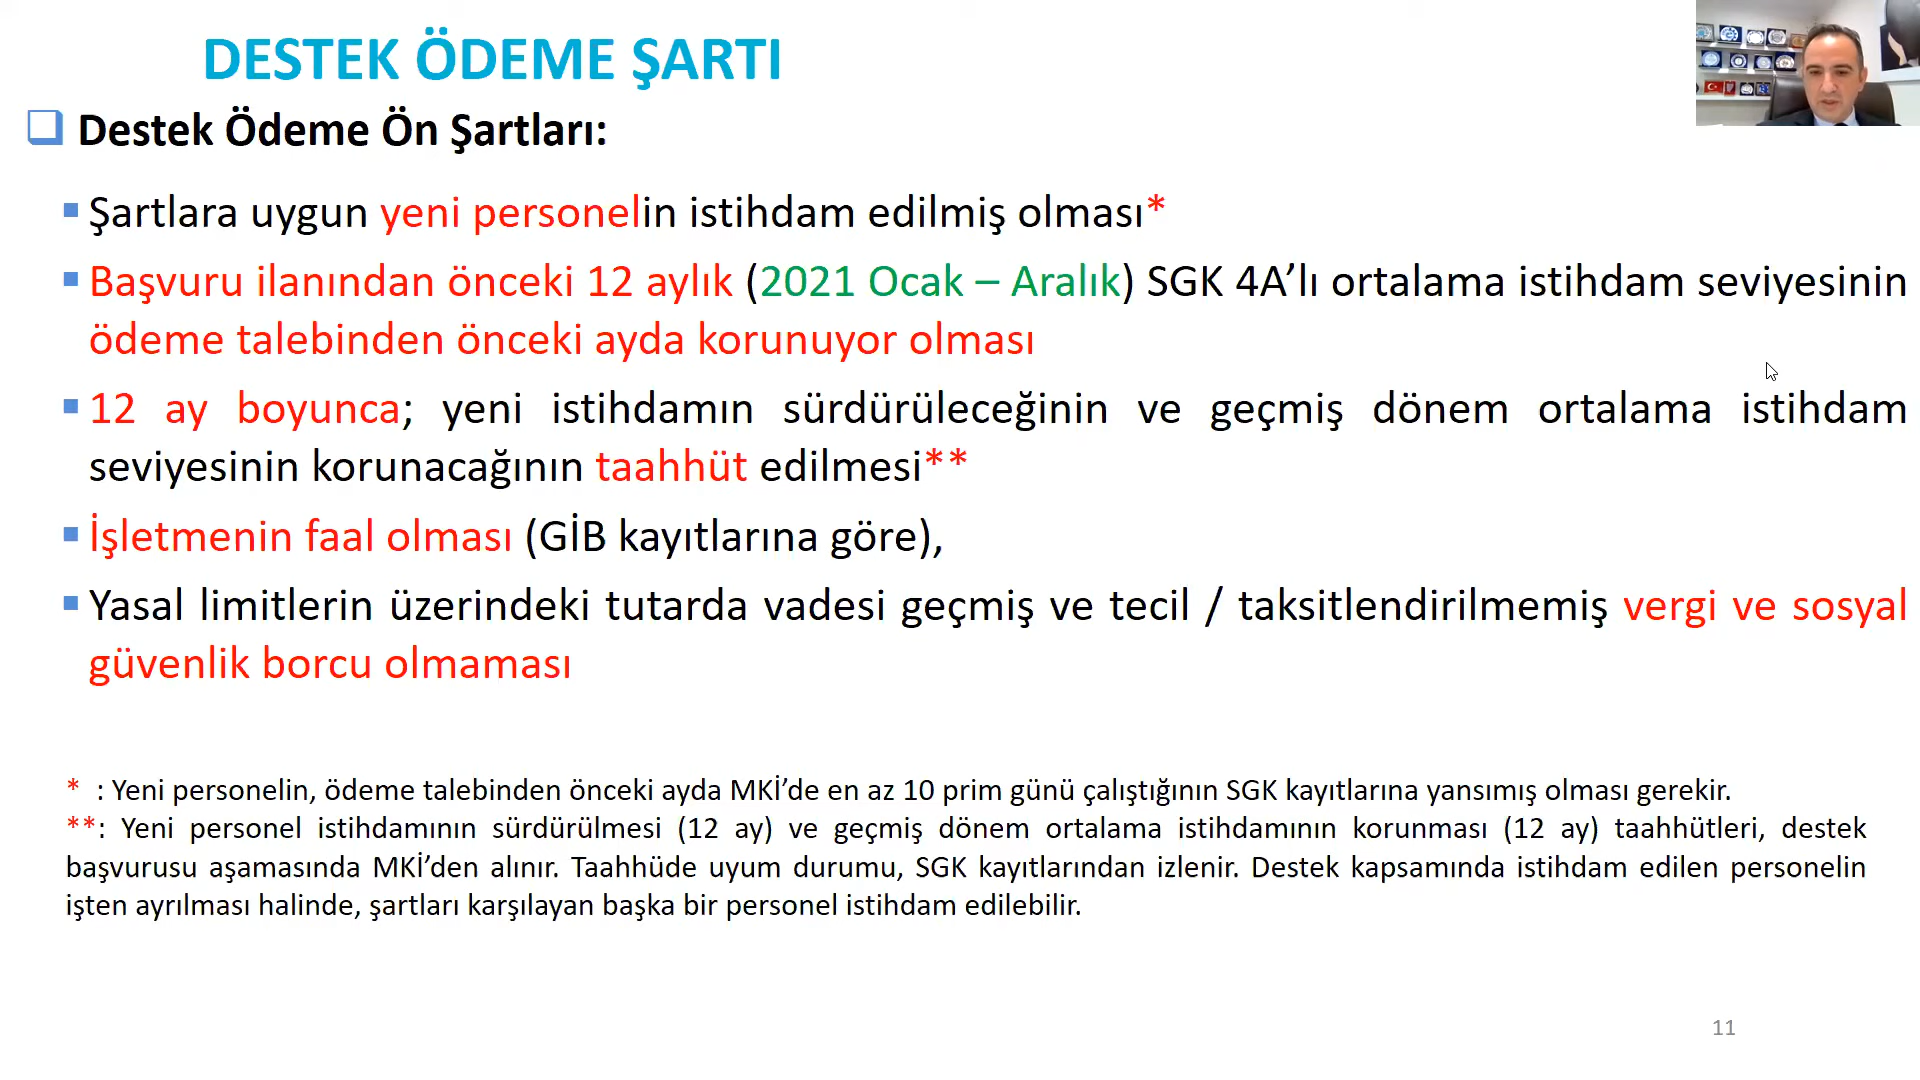 DESTEK ÖDEME ŞARTI
Destek Ödeme Ön Şartları:
Şartlara uygun yeni personelin istihdam edilmiş olması*
Başvuru ilanından önceki 12 aylık (2021 Ocak – Aralık) SGK 4A’lı ortalama istihdam seviyesinin
ödeme talebinden önceki ayda korunuyor olması
12 ay boyunca; yeni istihdamın sürdürüleceğinin ve geçmiş dönem ortalama istihdam
seviyesinin korunacağının taahhüt edilmesi**
İşletmenin faal olması (GİB kayıtlarına göre),
Yasal limitlerin üzerindeki tutarda vadesi geçmiş ve tecil / taksitlendirilmemiş vergi ve sosyal
güvenlik borcu olmaması
* : Yeni personelin, ödeme talebinden önceki ayda MKİ’de en az 10 prim günü çalıştığının SGK kayıtlarına yansımış olması gerekir.
**: Yeni personel istihdamının sürdürülmesi (12 ay) ve geçmiş dönem ortalama istihdamının korunması (12 ay) taahhütleri, destek
başvurusu aşamasında MKİ’den alınır. Taahhüde uyum durumu, SGK kayıtlarından izlenir. Destek kapsamında istihdam edilen personelin
işten ayrılması halinde, şartları karşılayan başka bir personel istihdam edilebilir.
11